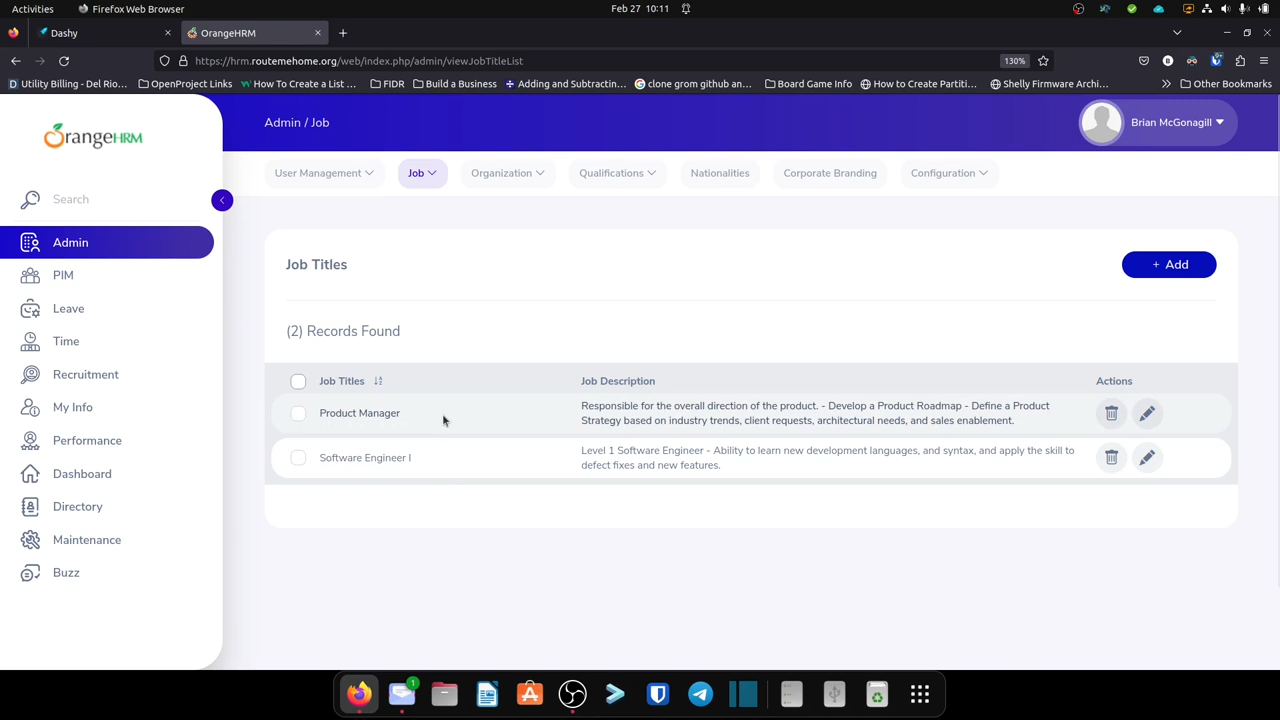 Activities
Firefox Web Browser
Feb 27 10:11
Dashy
OrangeHRM
https://hrm.routemehome.org/web/index.php/admin/viewJobTitleList
130%
Utility Billing - Del Rio...
OpenProject Links
How To Create a List ...
FIDR
Build a Business
Adding and Subtractin...
clone grom github an...
Board Game Info
How to Create Partiti...
Shelly Firmware Archi...
Other Bookmarks
OrangeHRM
Admin / Job
Brian McGonagill
User Management
Job
Organization
Qualifications
Nationalities
Corporate Branding
Configuration
Search
Admin
PIM
Leave
Time
Recruitment
My Info
Performance
Dashboard
Directory
Maintenance
Buzz
Job Titles
+ Add
(2) Records Found
Job Titles
Job Description
Actions
Product Manager
Responsible for the overall direction of the product. - Develop a Product Roadmap - Define a Product
Strategy based on industry trends, client requests, architectural needs, and sales enablement.
Software Engineer I
Level 1 Software Engineer - Ability to learn new development languages, and syntax, and apply the skill to
defect fixes and new features.
1